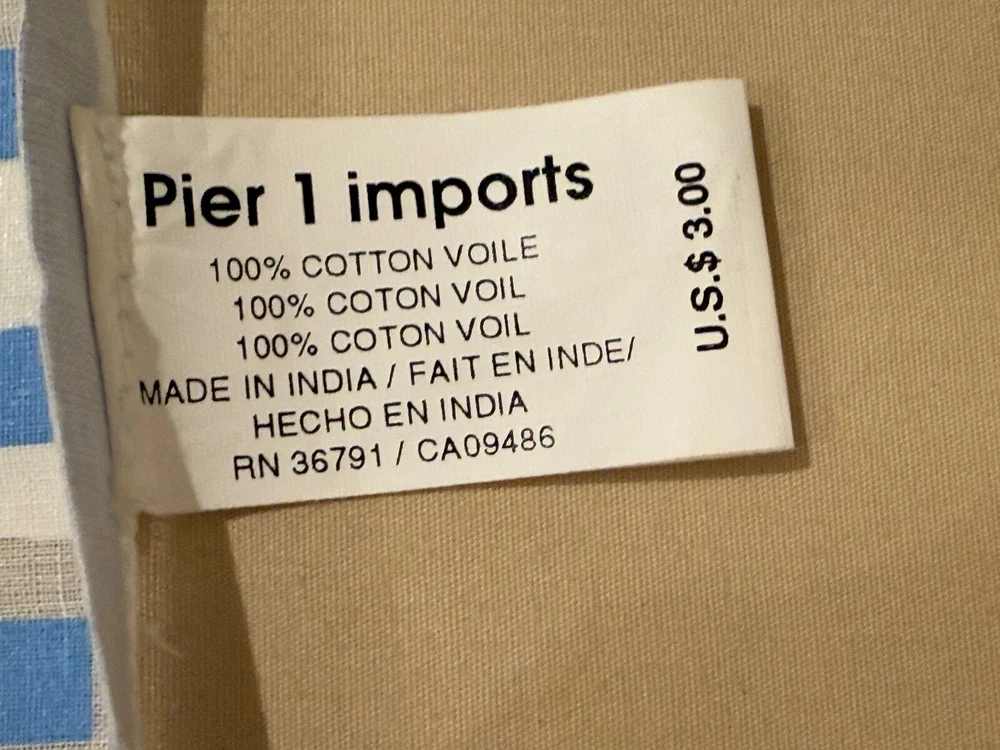 Pier 1 imports
100% COTTON VOILE
100% COTON VOIL
100% COTON VOIL
MADE IN INDIA / FAIT EN INDE/
HECHO EN INDIA
RN 36791 / CA09486
U.S.$ 3.00